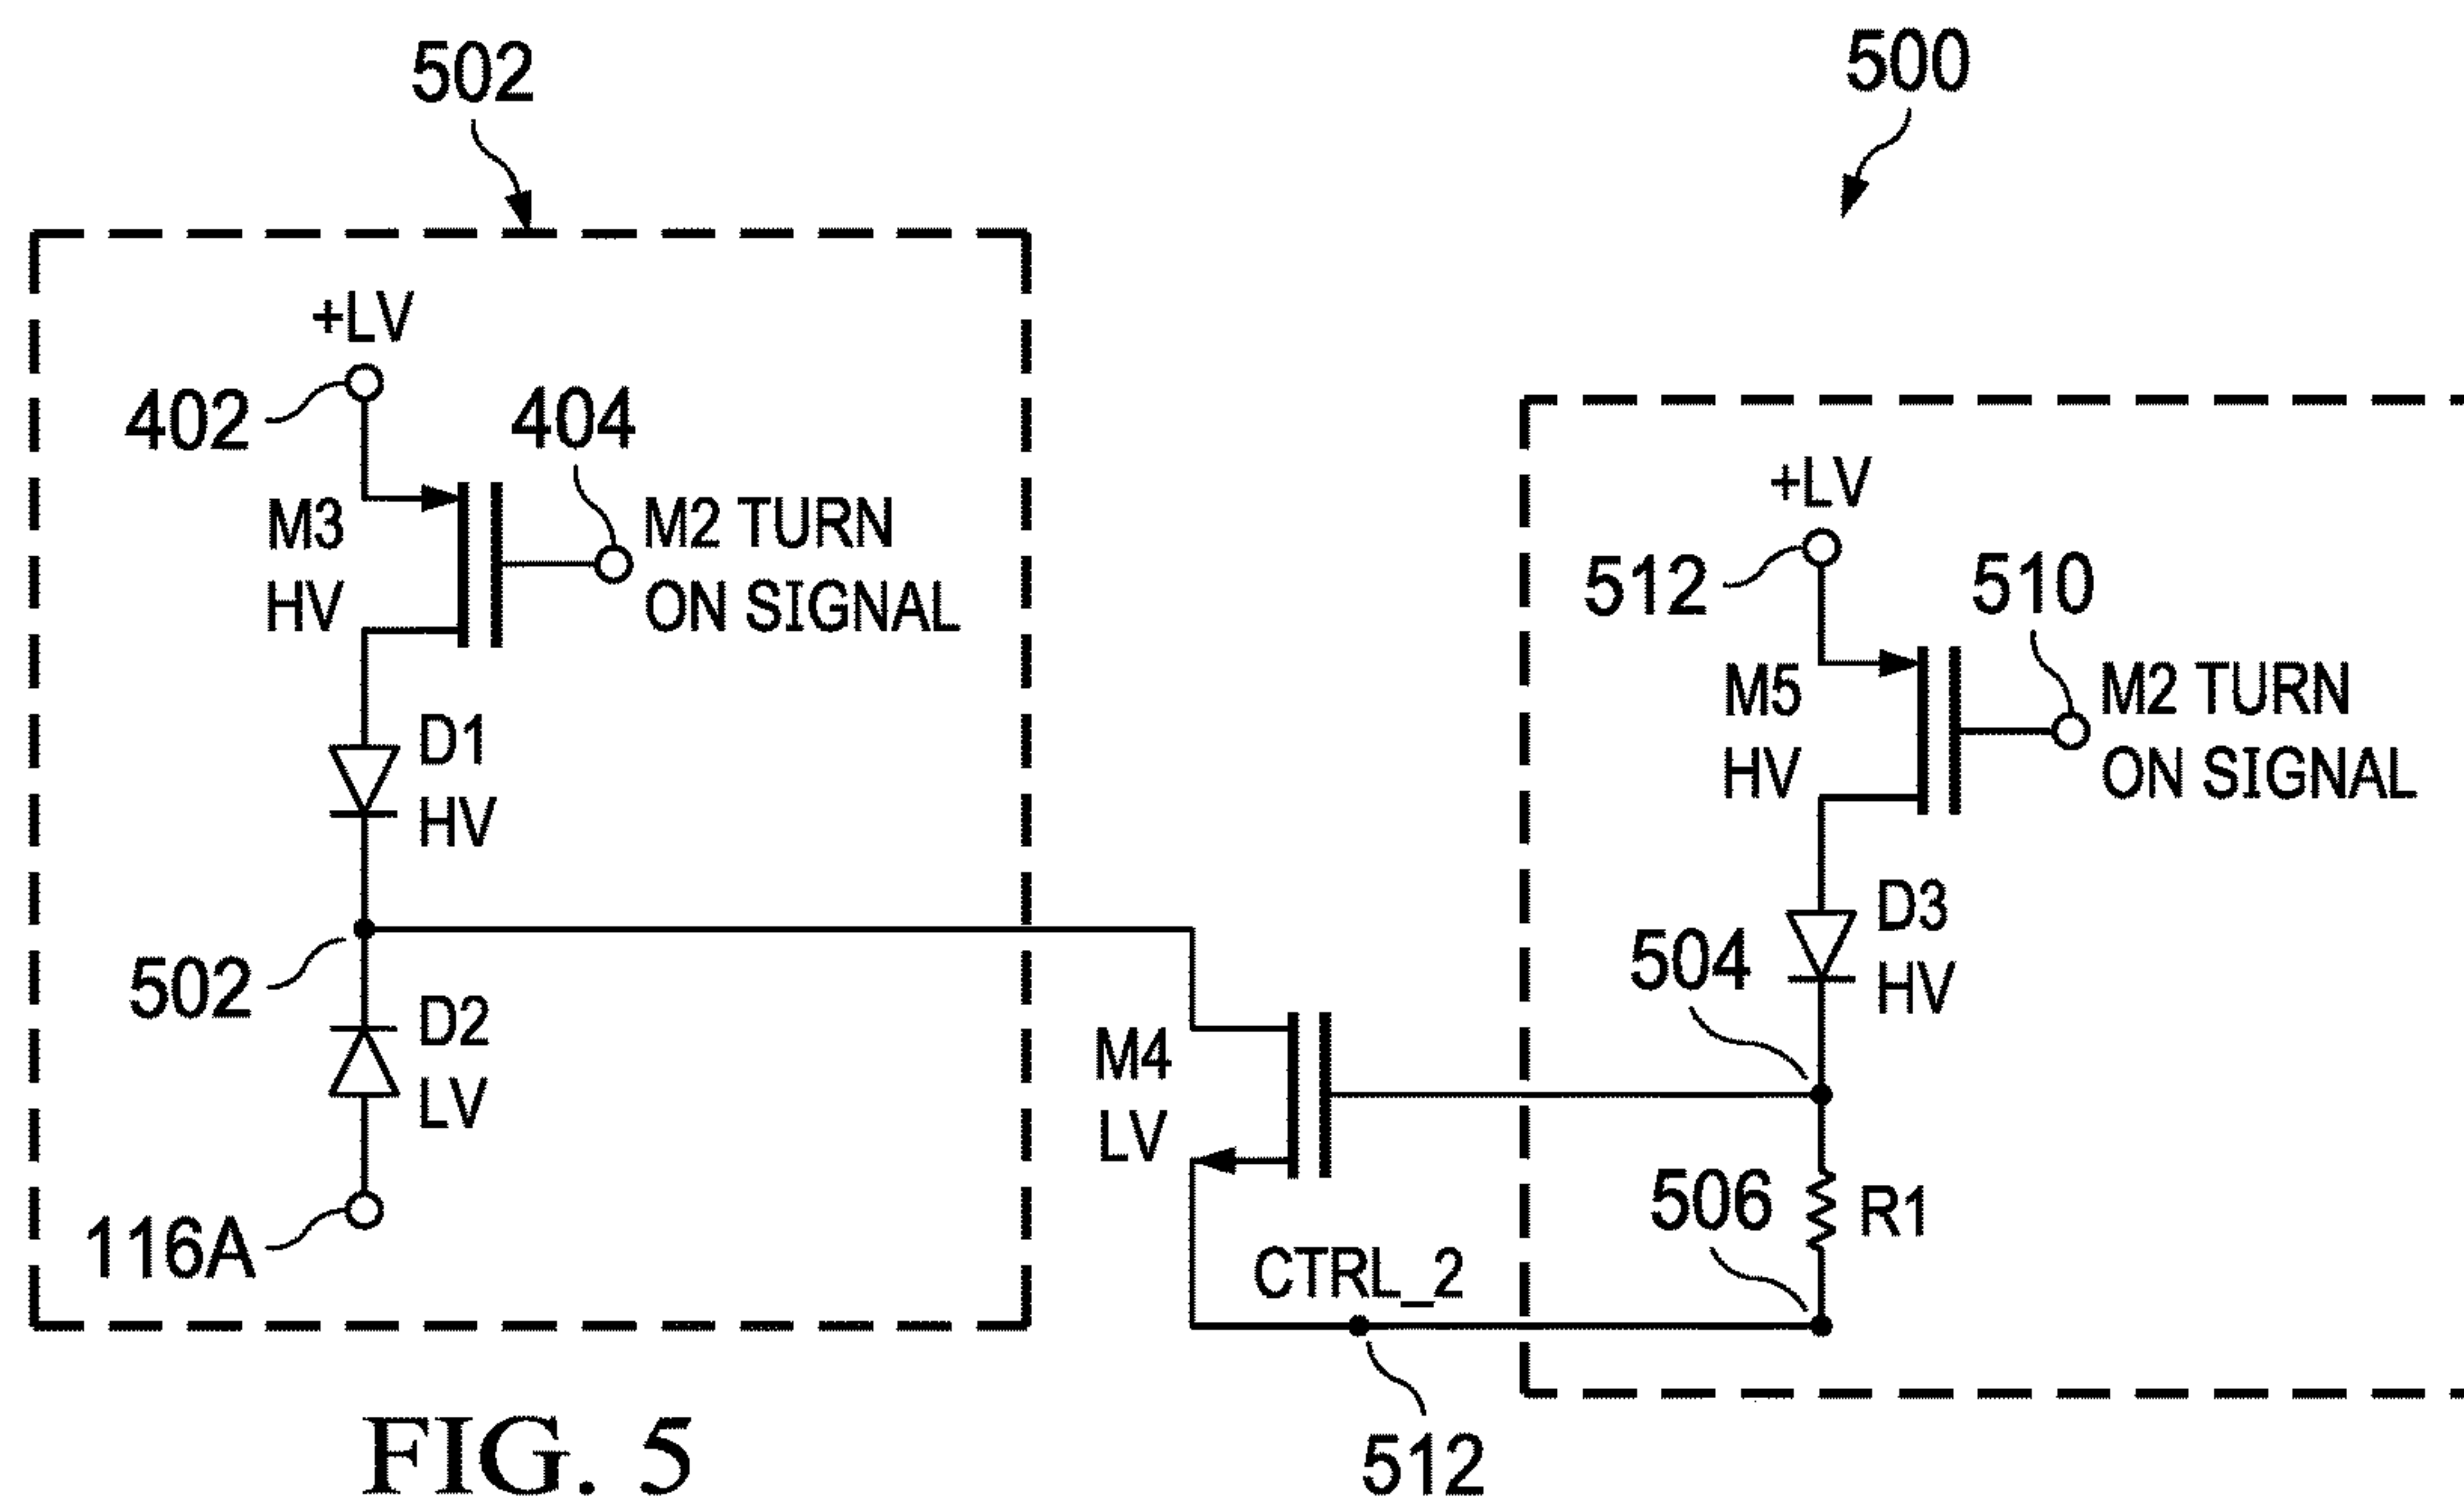 502
500
+LV
402
404
M3
HV
M2 TURN
ON SIGNAL
D1
HV
502
D2
LV
116A
+LV
512
510
M5
HV
M2 TURN
ON SIGNAL
D3
HV
504
M4
LV
506
R1
CTRL_2
512
FIG. 5